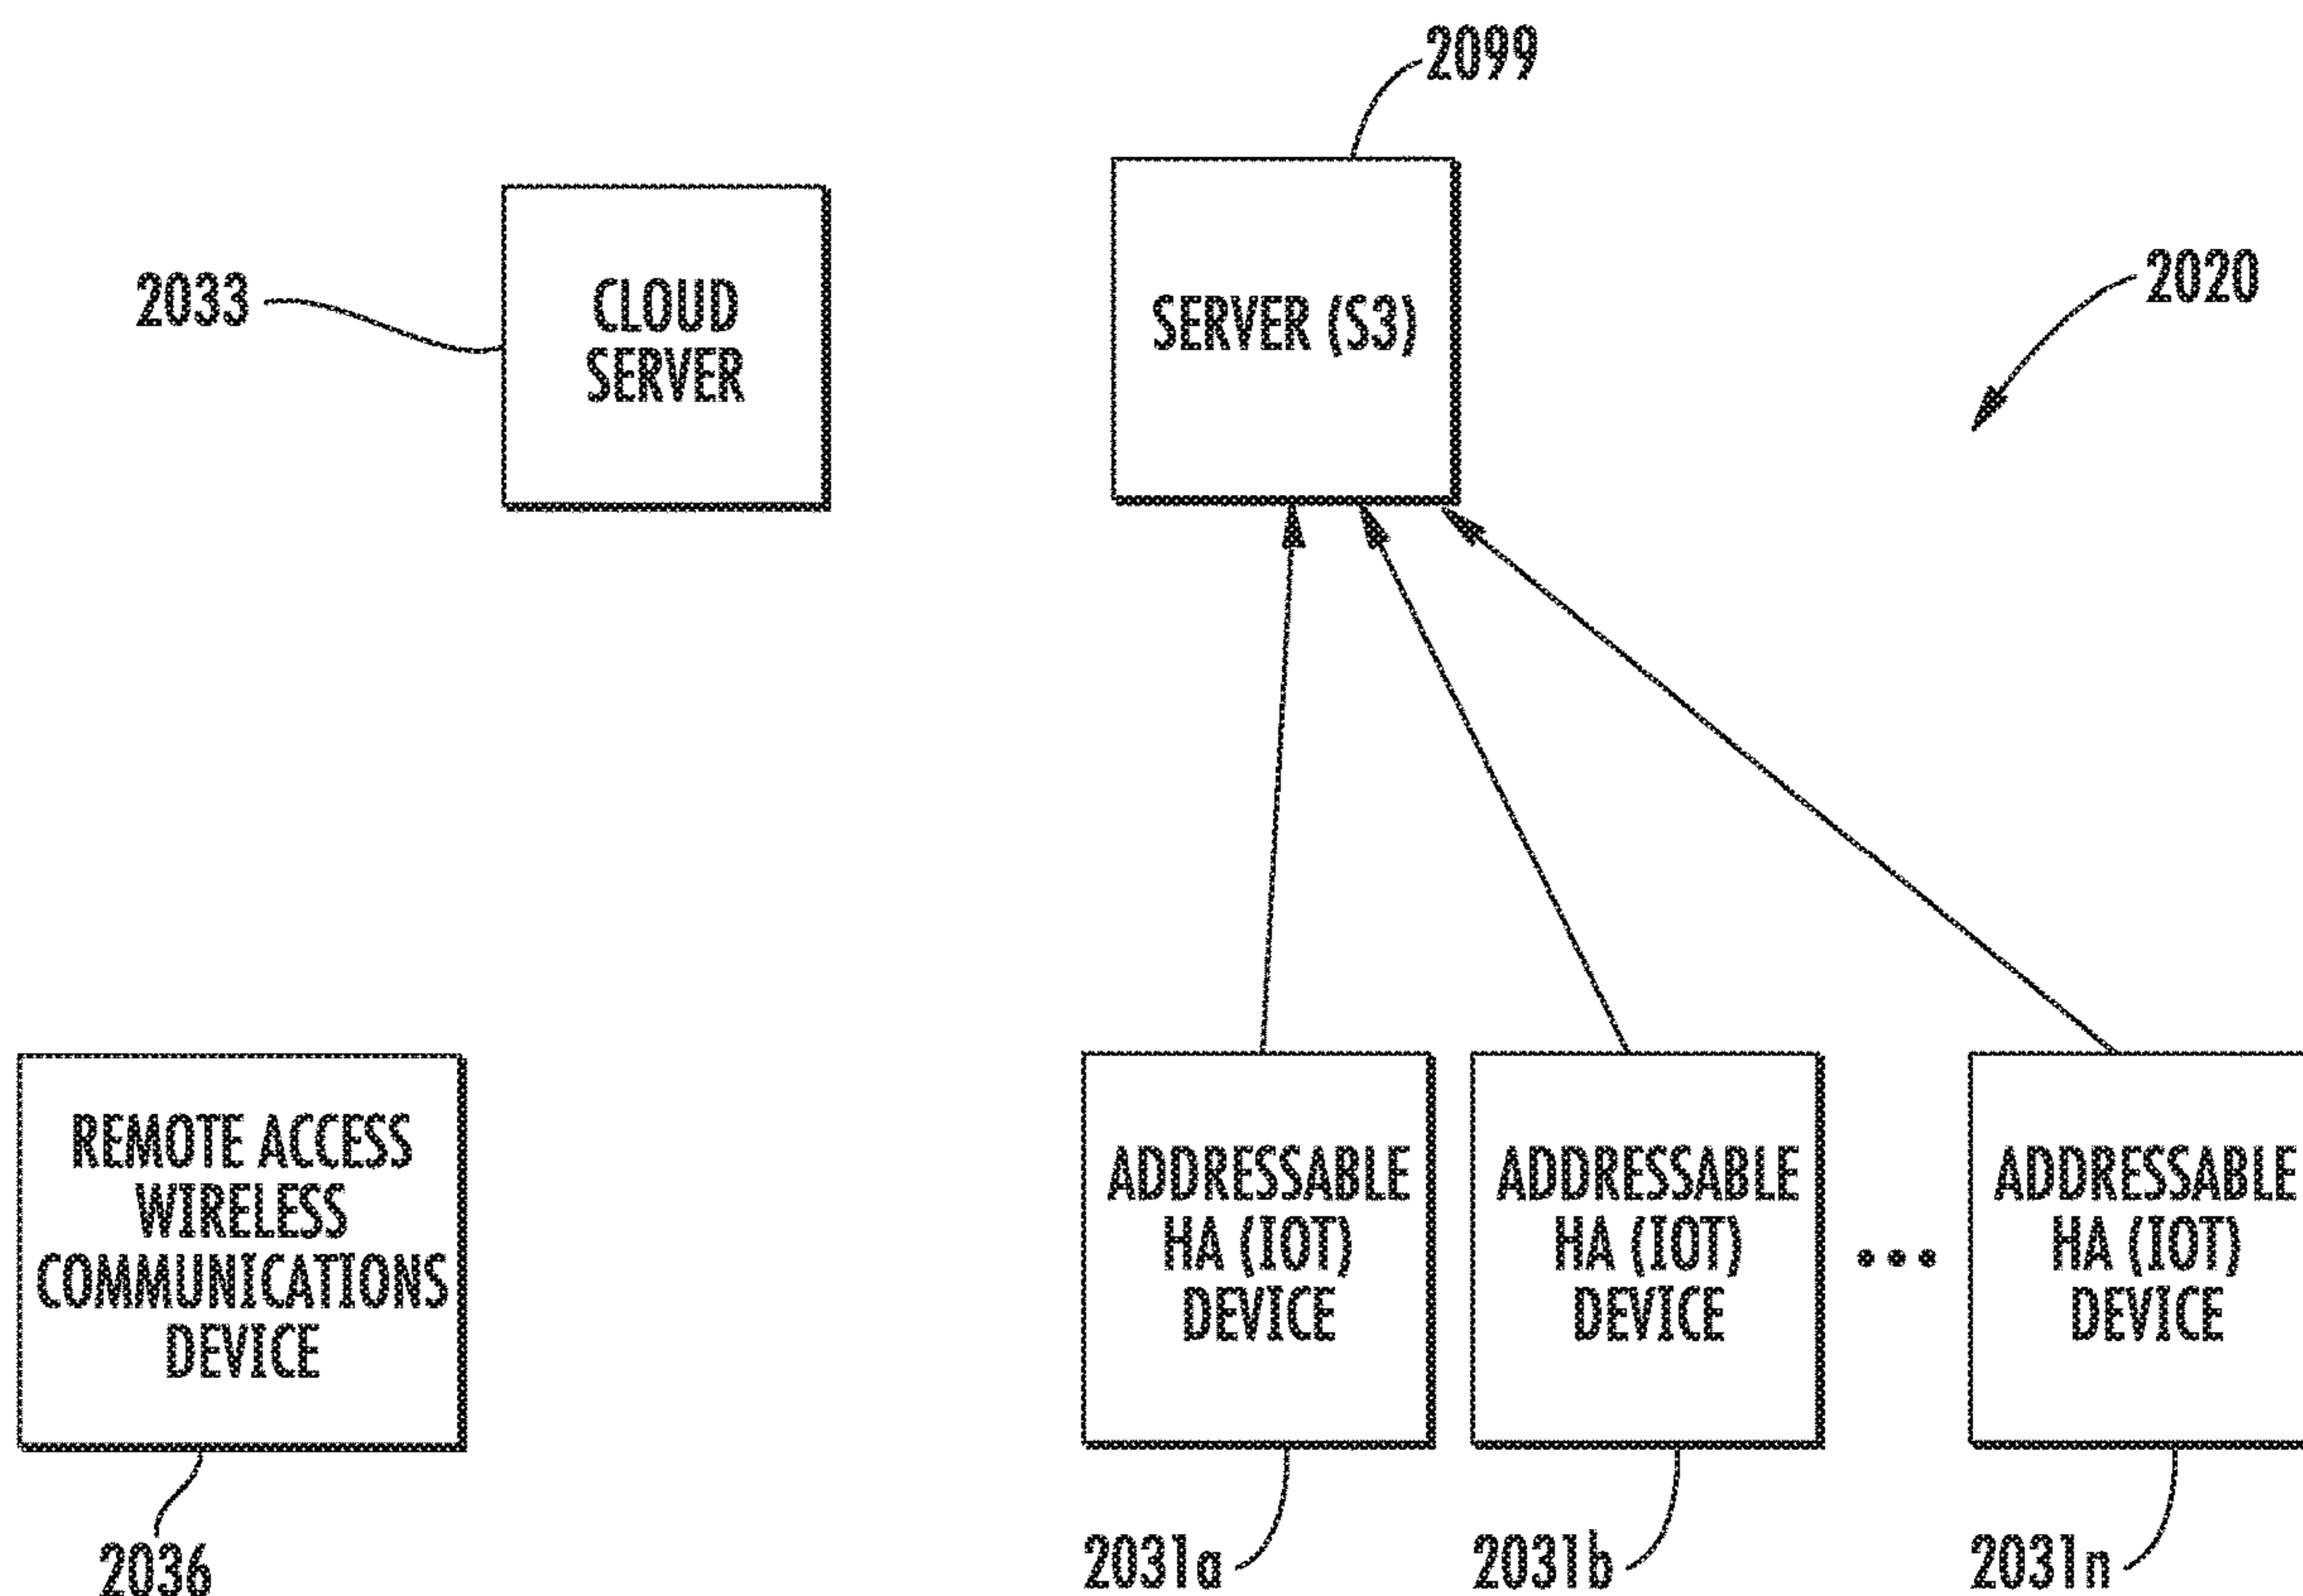 2099
2033
CLOUD
SERVER
SERVER (S3)
2020
REMOTE ACCESS
WIRELESS
COMMUNICATIONS
DEVICE
ADDRESSABLE
HA (IOT)
DEVICE
ADDRESSABLE
HA (IOT)
DEVICE
ADDRESSABLE
HA (IOT)
DEVICE
2036
2031a
2031b
2031n